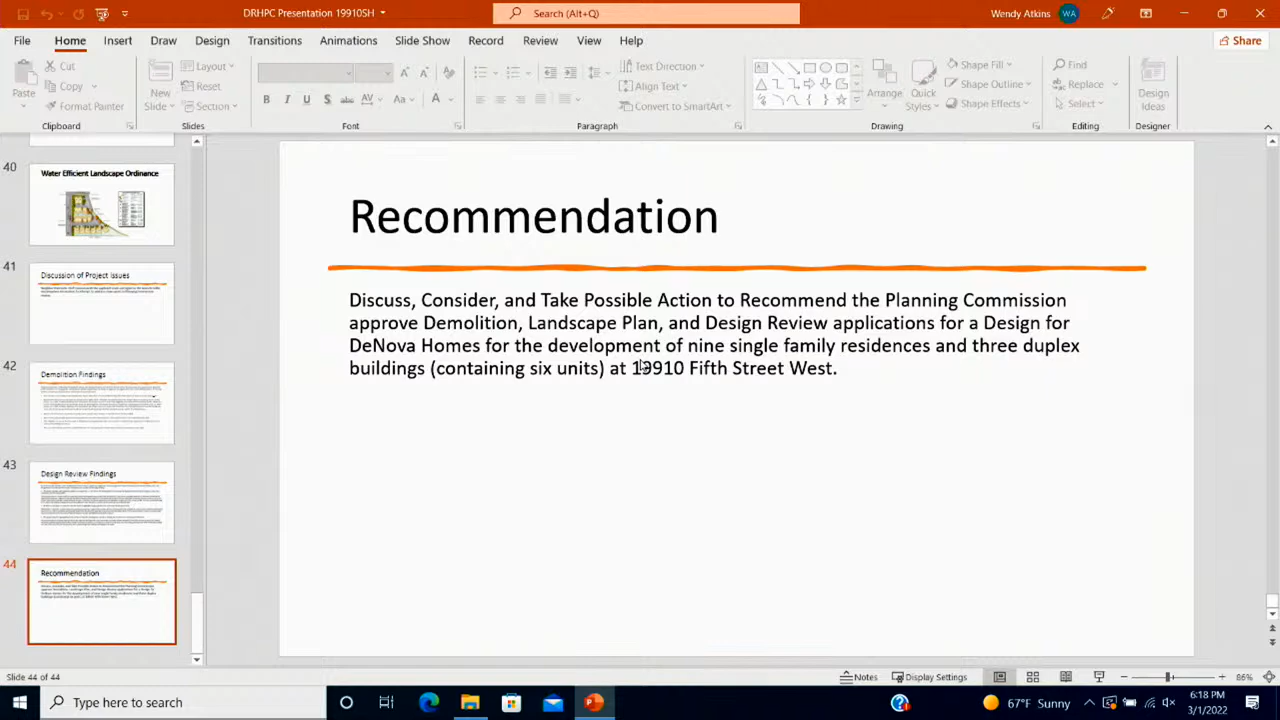 DRHPC Presentation 19910SH
Search (Alt+Q)
Wendy Atkins
WA
File Home Insert Draw Design Transitions Animations Slide Show Record Review View Help
Share
Paste
Cut
Copy
Format Painter
Clipboard
New Slide
Layout
Reset
Section
Slides
B I U S ab AV Aa A
Font
Text Direction
Align Text
Convert to SmartArt
Paragraph
Arrange
Quick Styles
Shape Fill
Shape Outline
Shape Effects
Drawing
Find
Replace
Select
Editing
Design Ideas
Designer
40
Water Efficient Landscape Ordinance
41
Discussion of Project Issues
42
Demolition Findings
43
Design Review Findings
44
Recommendation
Recommendation
Discuss, Consider, and Take Possible Action to Recommend the Planning Commission
approve Demolition, Landscape Plan, and Design Review applications for a Design for
DeNova Homes for the development of nine single family residences and three duplex
buildings (containing six units) at 19910 Fifth Street West.
Slide 44 of 44
Notes
Display Settings
86%
Type here to search
67°F Sunny
6:18 PM
3/1/2022